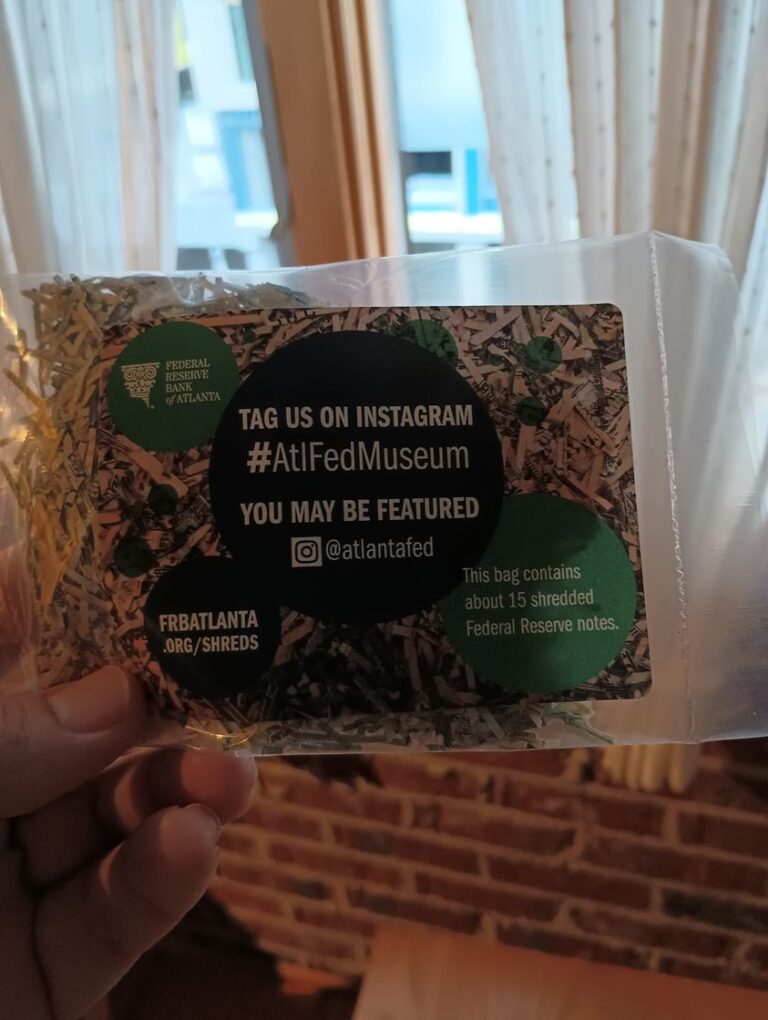 FEDERAL
RESERVE
BANK
of ATLANTA
TAG US ON INSTAGRAM
#AtlFedMuseum
YOU MAY BE FEATURED
@atlantafed
This bag contains
about 15 shredded
Federal Reserve notes.
FRBATLANTA
.ORG/SHREDS